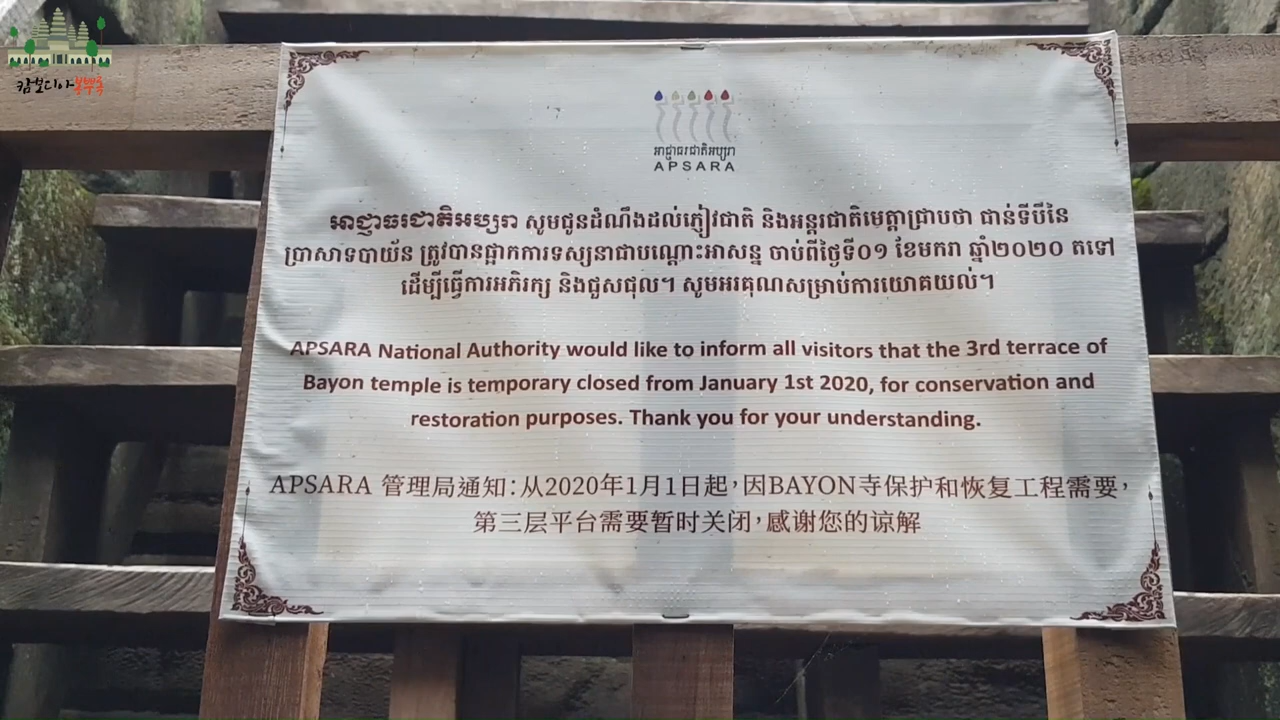 캄보디아뽀뽀롱
អាជ្ញាធរជាតិអប្សរា
APSARA
អាជ្ញាធរជាតិអប្សរា សូមជូនដំណឹងដល់ភ្ញៀវជាតិ និងអន្តរជាតិមេត្តាជ្រាបថា ជាន់ទីបីនៃ
ប្រាសាទបាយ័ន ត្រូវបានផ្អាកការទស្សនាជាបណ្តោះអាសន្ន ចាប់ពីថ្ងៃទី០១ ខែមករា ឆ្នាំ២០២០ តទៅ
ដើម្បីធ្វើការអភិរក្ស និងជួសជុល។ សូមអរគុណសម្រាប់ការយោគយល់។
APSARA National Authority would like to inform all visitors that the 3rd terrace of
Bayon temple is temporary closed from January 1st 2020, for conservation and
restoration purposes. Thank you for your understanding.
APSARA 管理局通知：从2020年1月1日起，因BAYON寺保护和恢复工程需要，
第三层平台需要暂时关闭，感谢您的谅解